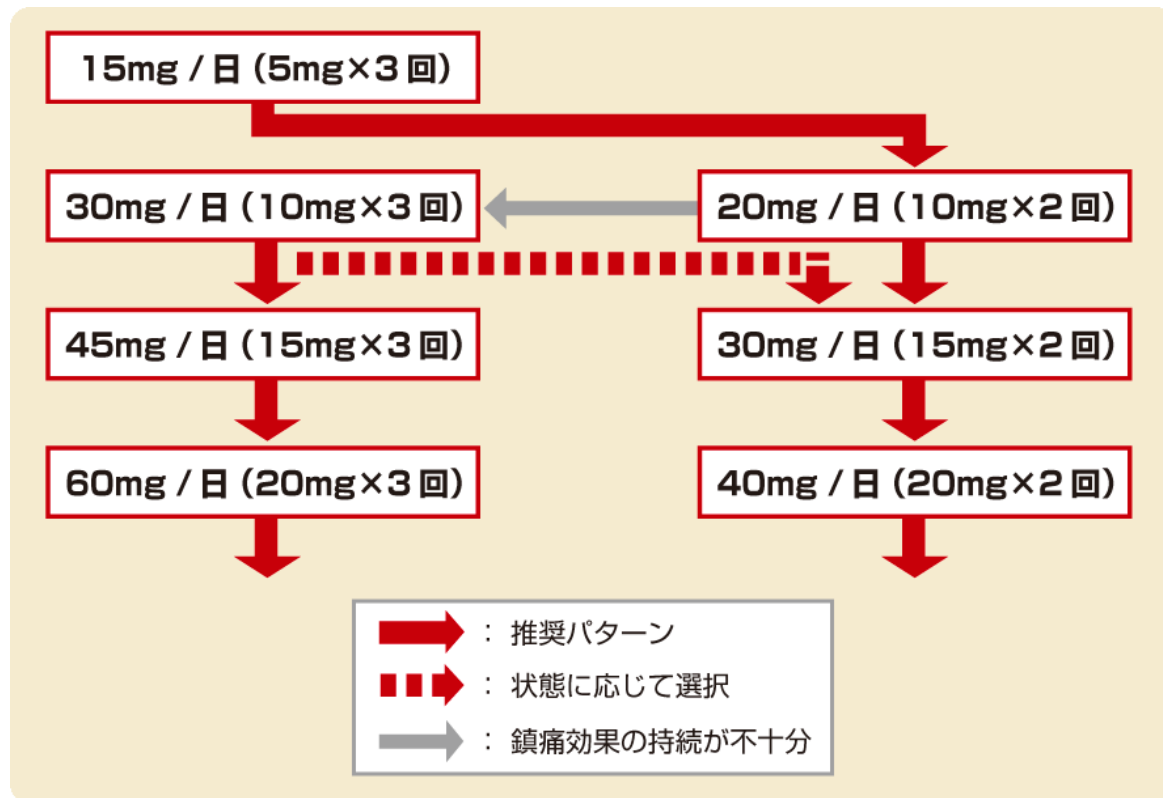 15mg / 日（5mg×3 回）
30mg / 日（10mg×3 回）
20mg / 日（10mg×2 回）
45mg / 日（15mg×3 回）
30mg / 日（15mg×2 回）
60mg / 日（20mg×3 回）
40mg / 日（20mg×2 回）
： 推奨パターン
： 状態に応じて選択
： 鎮痛効果の持続が不十分